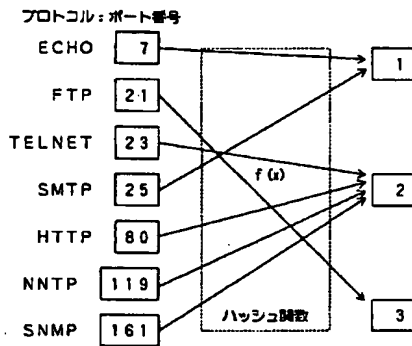 プロトコル：ポート番号
ECHO 7 1
FTP 21
TELNET 23
SMTP 25 f(x) 2
HTTP 80
NNTP 119
SNMP 161 ハッシュ関数 3